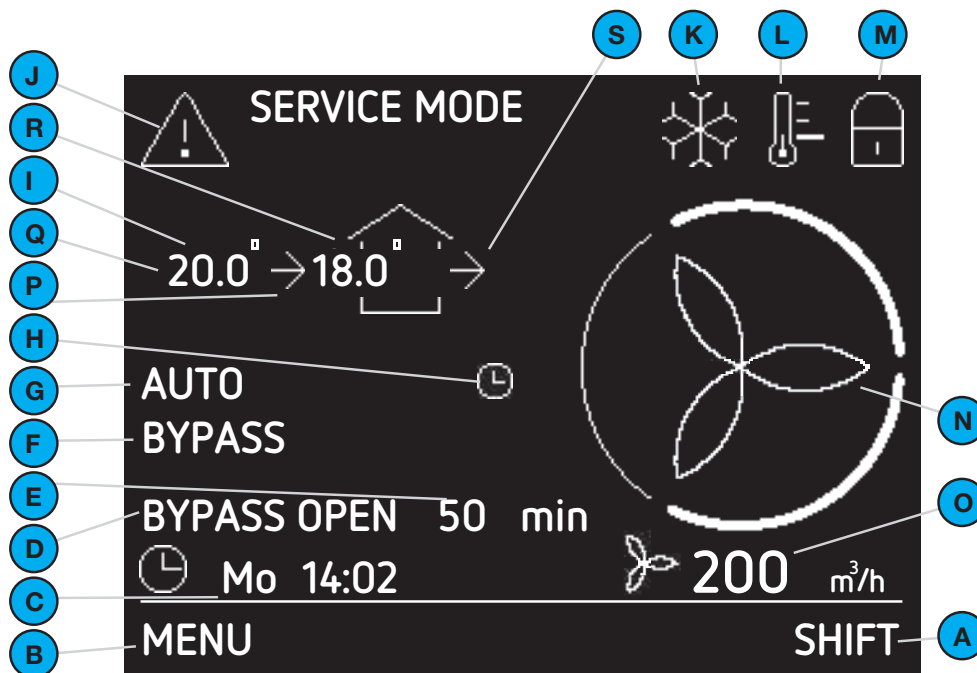 S K L M
J
SERVICE MODE
R
I
Q
20.0° 18.0°
P
H
G
AUTO
F
BYPASS
N
E
BYPASS OPEN 50 min
D
O
Mo 14:02
200 m³/h
C
B
MENU
SHIFT
A